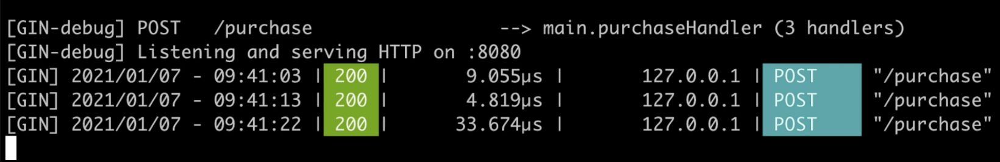 [GIN-debug] POST   /purchase                 --> main.purchaseHandler (3 handlers)
[GIN-debug] Listening and serving HTTP on :8080
[GIN] 2021/01/07 - 09:41:03 | 200 |       9.055µs |       127.0.0.1 | POST     "/purchase"
[GIN] 2021/01/07 - 09:41:13 | 200 |       4.819µs |       127.0.0.1 | POST     "/purchase"
[GIN] 2021/01/07 - 09:41:22 | 200 |      33.674µs |       127.0.0.1 | POST     "/purchase"